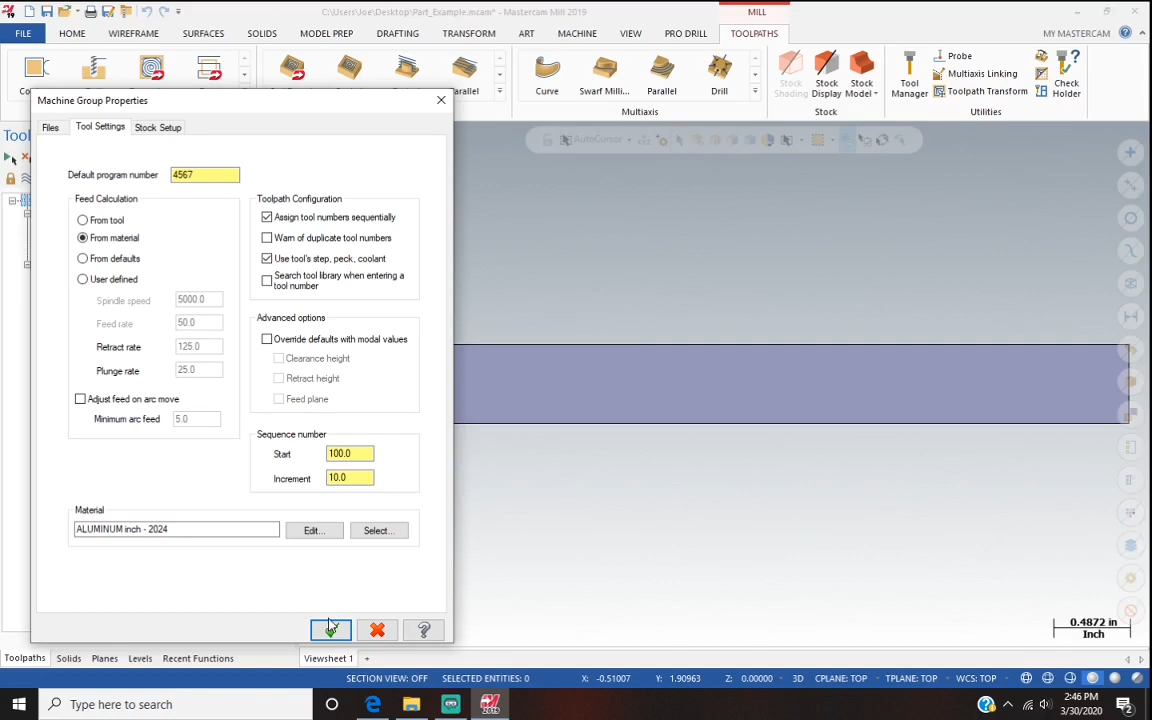 C:\Users\Joe\Desktop\Part_Example.mcam* - Mastercam Mill 2019
MILL
FILE HOME WIREFRAME SURFACES SOLIDS MODEL PREP DRAFTING TRANSFORM ART MACHINE VIEW PRO DRILL TOOLPATHS MY MASTERCAM
Curve Swarf Milli... Parallel Drill
Stock Shading Stock Display Stock Model
Tool Manager
Probe
Multiaxis Linking
Toolpath Transform
Check Holder
Multiaxis Stock Utilities
Machine Group Properties
Files Tool Settings Stock Setup
AutoCursor
Default program number 4567
Feed Calculation
From tool
From material
From defaults
User defined
Spindle speed 5000.0
Feed rate 50.0
Retract rate 125.0
Plunge rate 25.0
Adjust feed on arc move
Minimum arc feed 5.0
Toolpath Configuration
Assign tool numbers sequentially
Warn of duplicate tool numbers
Use tool's step, peck, coolant
Search tool library when entering a
tool number
Advanced options
Override defaults with modal values
Clearance height
Retract height
Feed plane
Sequence number
Start 100.0
Increment 10.0
Material
ALUMINUM inch - 2024 Edit... Select...
0.4872 in
Inch
Toolpaths Solids Planes Levels Recent Functions Viewsheet 1 +
SECTION VIEW: OFF SELECTED ENTITIES: 0 X: -0.51007 Y: 1.90963 Z: 0.00000 3D CPLANE: TOP TPLANE: TOP WCS: TOP
Type here to search
2:46 PM
3/30/2020